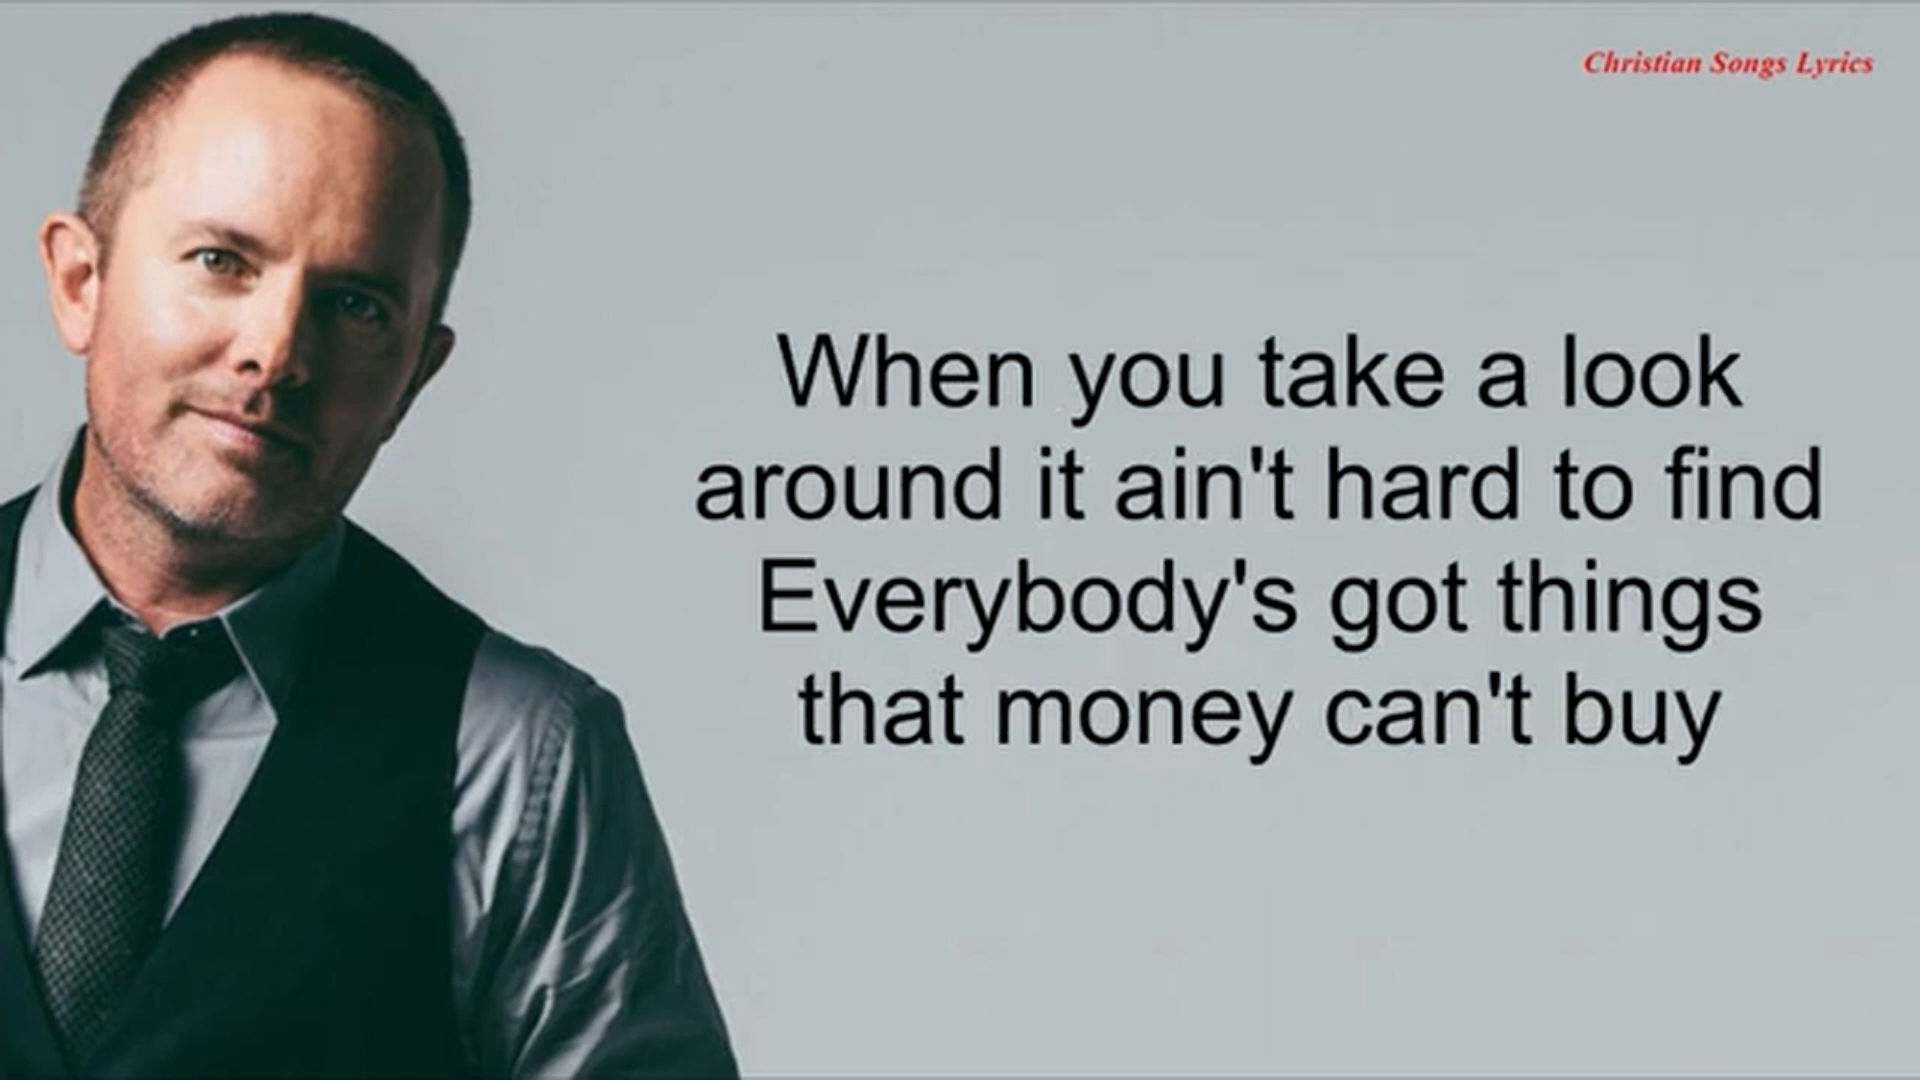 Christian Songs Lyrics
When you take a look
around it ain't hard to find
Everybody's got things
that money can't buy